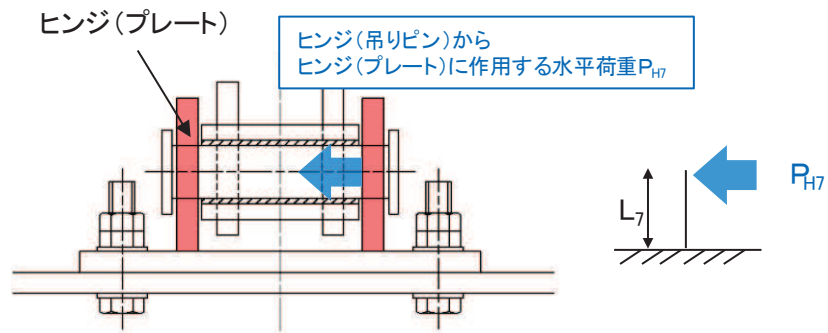 ヒンジ(プレート)
ヒンジ(吊りピン)から
ヒンジ(プレート)に作用する水平荷重PH7
L7
PH7